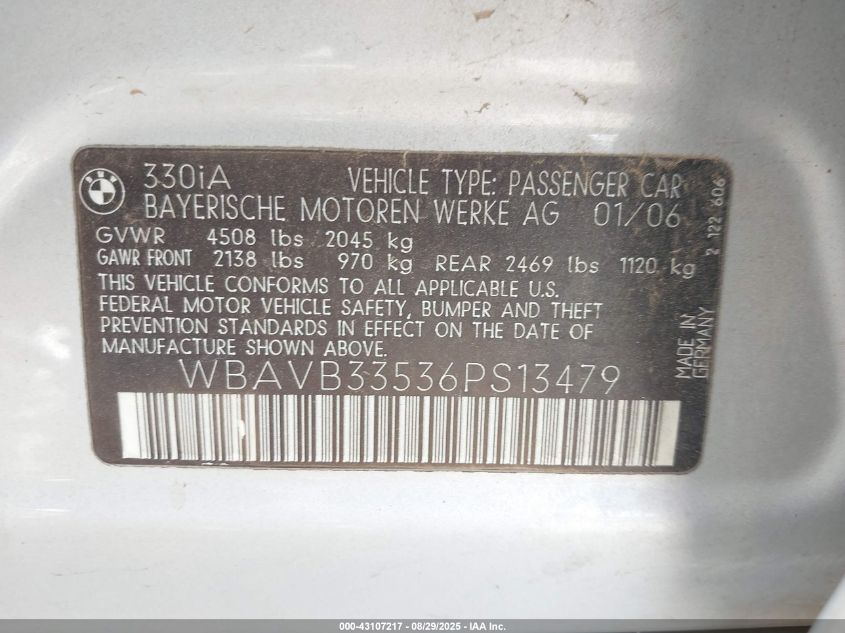 330iA VEHICLE TYPE: PASSENGER CAR
BAYERISCHE MOTOREN WERKE AG 01/06
GVWR 4508 lbs 2045 kg
GAWR FRONT 2138 lbs 970 kg REAR 2469 lbs 1120 kg
THIS VEHICLE CONFORMS TO ALL APPLICABLE U.S.
FEDERAL MOTOR VEHICLE SAFETY, BUMPER AND THEFT
PREVENTION STANDARDS IN EFFECT ON THE DATE OF
MANUFACTURE SHOWN ABOVE.
WBAVB33536PS13479
MADE IN
GERMANY
2 122 606
000-43107217 - 08/29/2025 - IAA Inc.